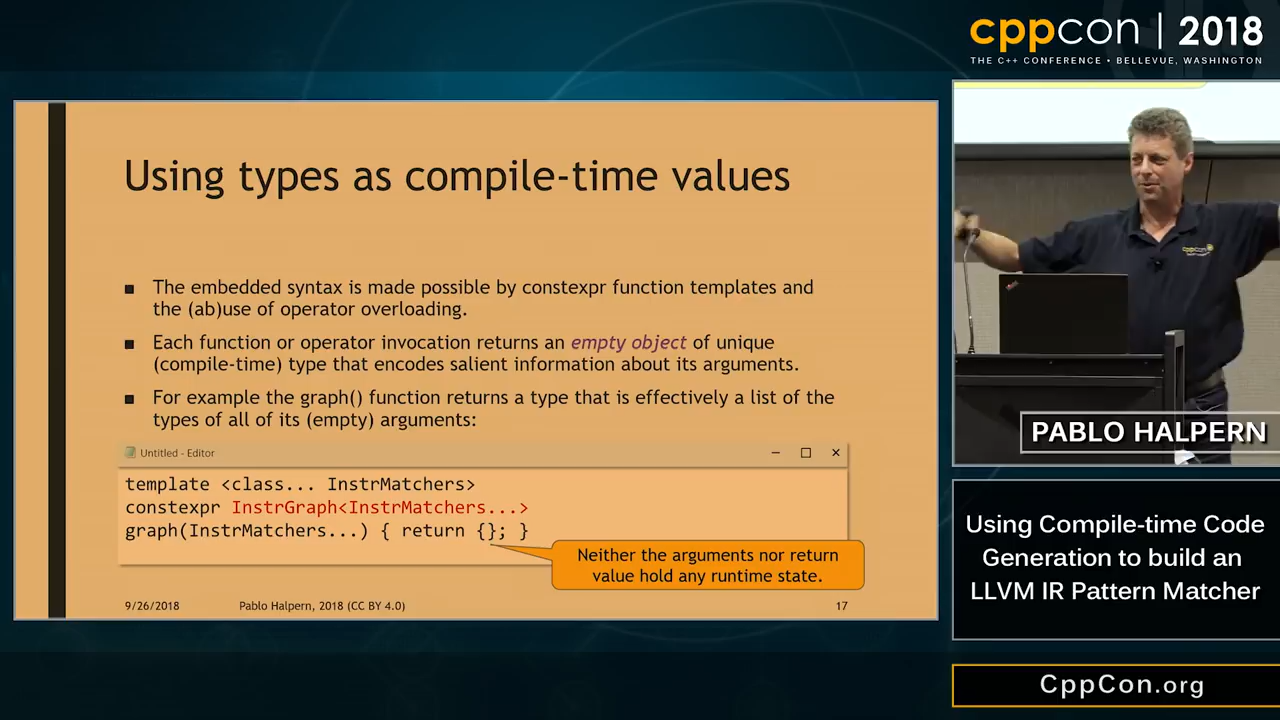 cppcon | 2018
THE C++ CONFERENCE • BELLEVUE, WASHINGTON
Using types as compile-time values
■ The embedded syntax is made possible by constexpr function templates and
the (ab)use of operator overloading.
■ Each function or operator invocation returns an empty object of unique
(compile-time) type that encodes salient information about its arguments.
■ For example the graph() function returns a type that is effectively a list of the
types of all of its (empty) arguments:
Untitled - Editor
template <class... InstrMatchers>
constexpr InstrGraph<InstrMatchers...>
graph(InstrMatchers...) { return {}; }
Neither the arguments nor return
value hold any runtime state.
9/26/2018 Pablo Halpern, 2018 (CC BY 4.0) 17
cppcon
PABLO HALPERN
Using Compile-time Code
Generation to build an
LLVM IR Pattern Matcher
CppCon.org